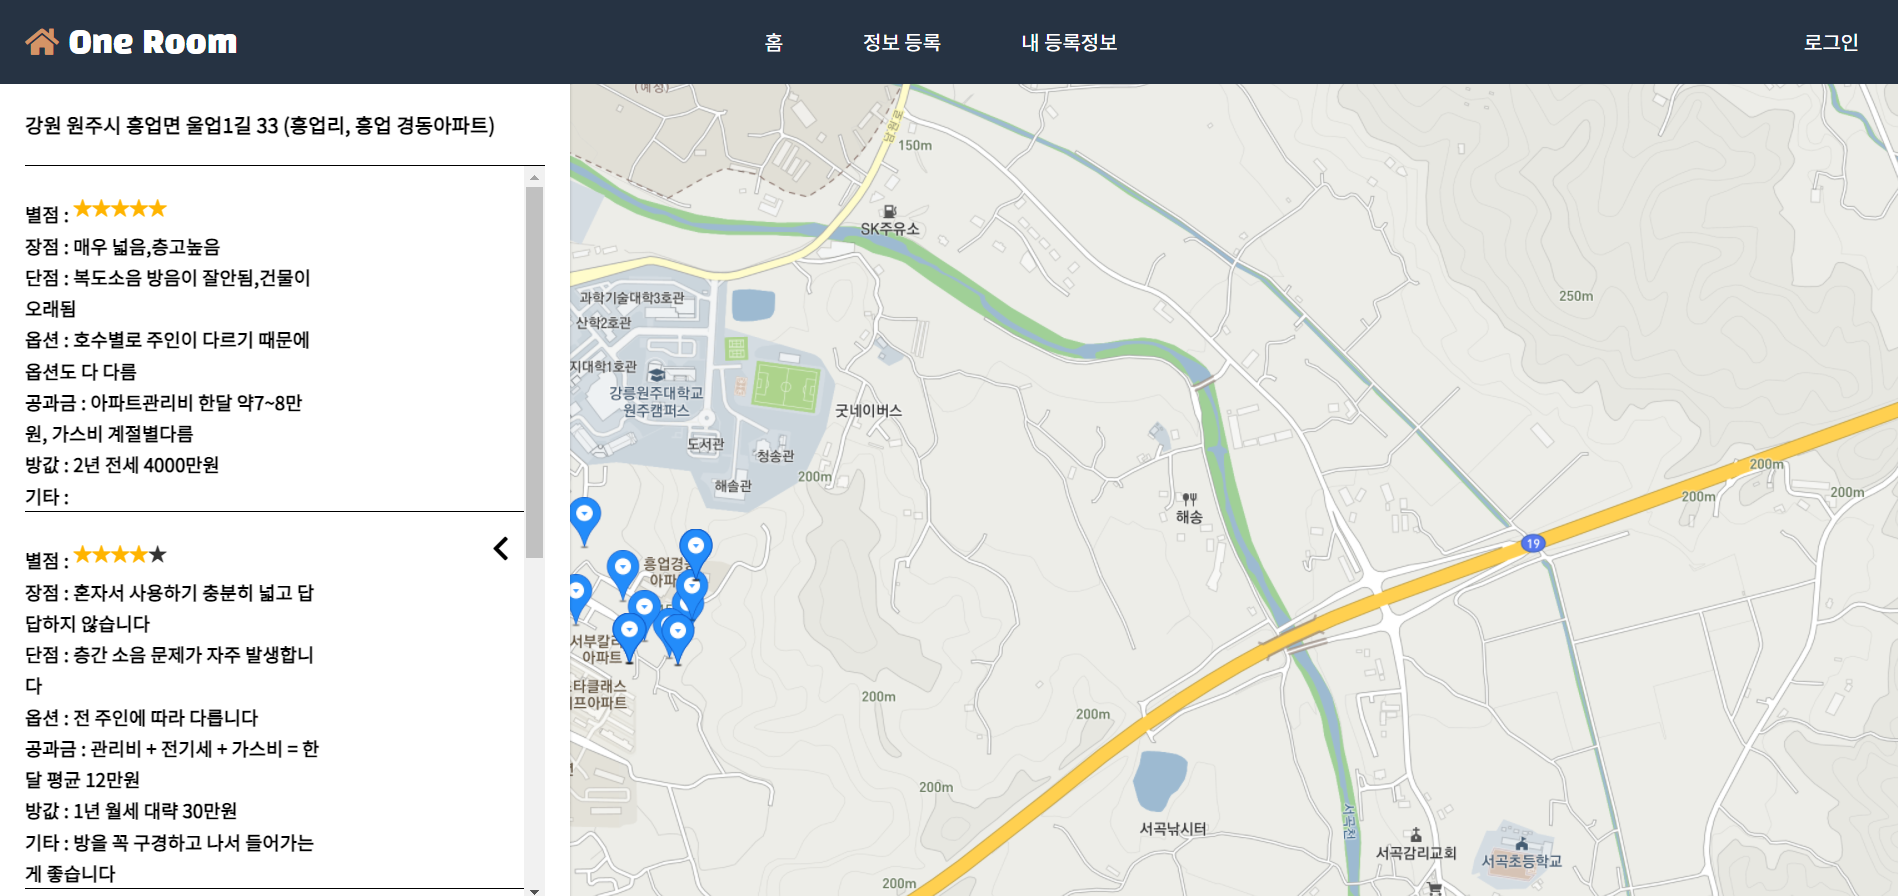 One Room
홈
정보 등록
내 등록정보
로그인
강원 원주시 흥업면 울업1길 33 (흥업리, 흥업 경동아파트)
별점 : ★★★★★
장점 : 매우 넓음,층고높음
단점 : 복도소음 방음이 잘안됨,건물이
오래됨
옵션 : 호수별로 주인이 다르기 때문에
옵션도 다 다름
공과금 : 아파트관리비 한달 약7~8만
원, 가스비 계절별다름
방값 : 2년 전세 4000만원
기타 :
별점 : ★★★★★
장점 : 혼자서 사용하기 충분히 넓고 답
답하지 않습니다
단점 : 층간 소음 문제가 자주 발생합니
다
옵션 : 전 주인에 따라 다릅니다
공과금 : 관리비 + 전기세 + 가스비 = 한
달 평균 12만원
방값 : 1년 월세 대략 30만원
기타 : 방을 꼭 구경하고 나서 들어가는
게 좋습니다
(예정)
남원로
150m
SK주유소
250m
과학기술대학3호관
산학2호관
지대학1호관
강릉원주대학교
원주캠퍼스
굿네이버스
도서관
청송관
200m
해솔관
200m
200m
200m
해송
19
흥업경
아파
서부칼
아파트
타클래스
프아파트
200m
200m
200m
서곡낚시터
서곡천
서곡감리교회
서곡초등학교
200m